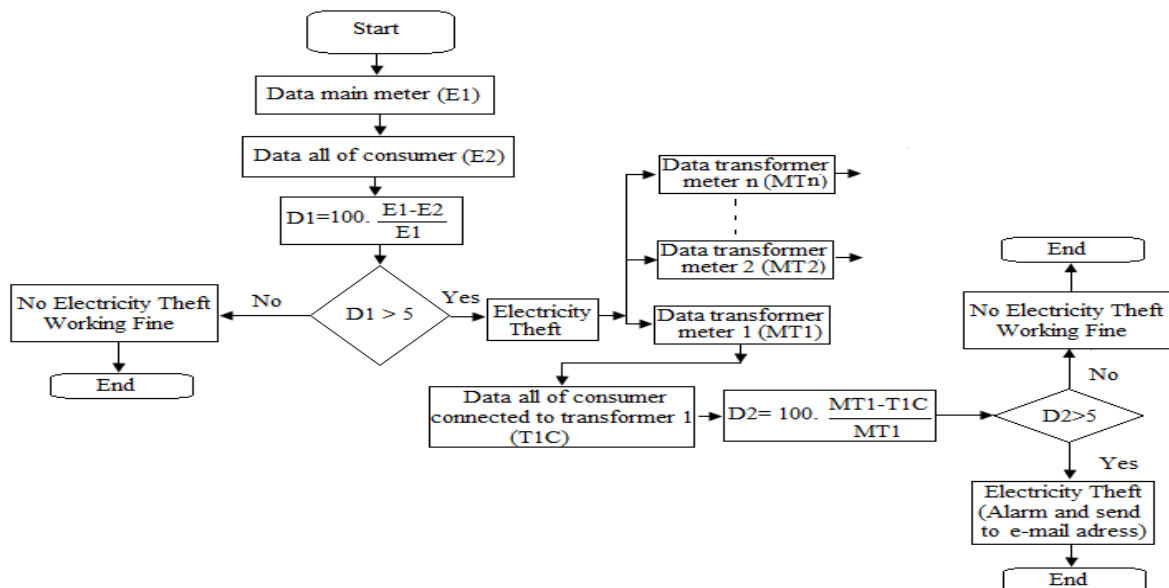 Start
Data main meter (E1)
Data all of consumer (E2)
D1=100. E1-E2
E1
D1 > 5
No
Yes
No Electricity Theft
Working Fine
End
Electricity
Theft
Data transformer
meter n (MTn)
Data transformer
meter 2 (MT2)
Data transformer
meter 1 (MT1)
Data all of consumer
connected to transformer 1
(T1C)
D2= 100. MT1-T1C
MT1
D2>5
No
No Electricity Theft
Working Fine
End
Yes
Electricity Theft
(Alarm and send
to e-mail adress)
End